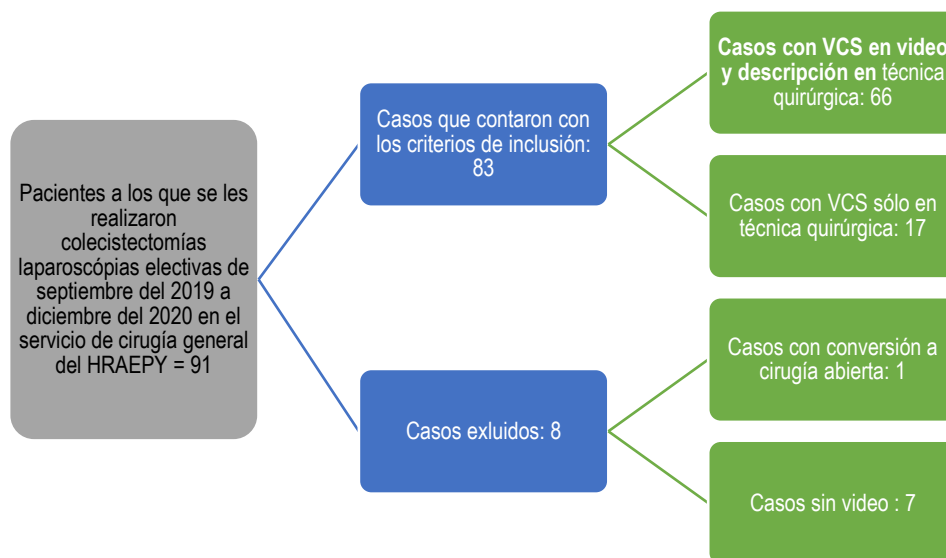 Pacientes a los que se les
realizaron
colecistectomías
laparoscópias electivas de
septiembre del 2019 a
diciembre del 2020 en el
servicio de cirugía general
del HRAEPY = 91
Casos que contaron con
los criterios de inclusión:
83
Casos con VCS en video
y descripción en técnica
quirúrgica: 66
Casos con VCS sólo en
técnica quirúrgica: 17
Casos exluidos: 8
Casos con conversión a
cirugía abierta: 1
Casos sin video : 7